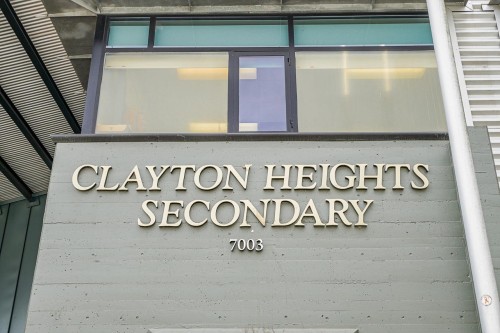 CLAYTON HEIGHTS
SECONDARY
7003